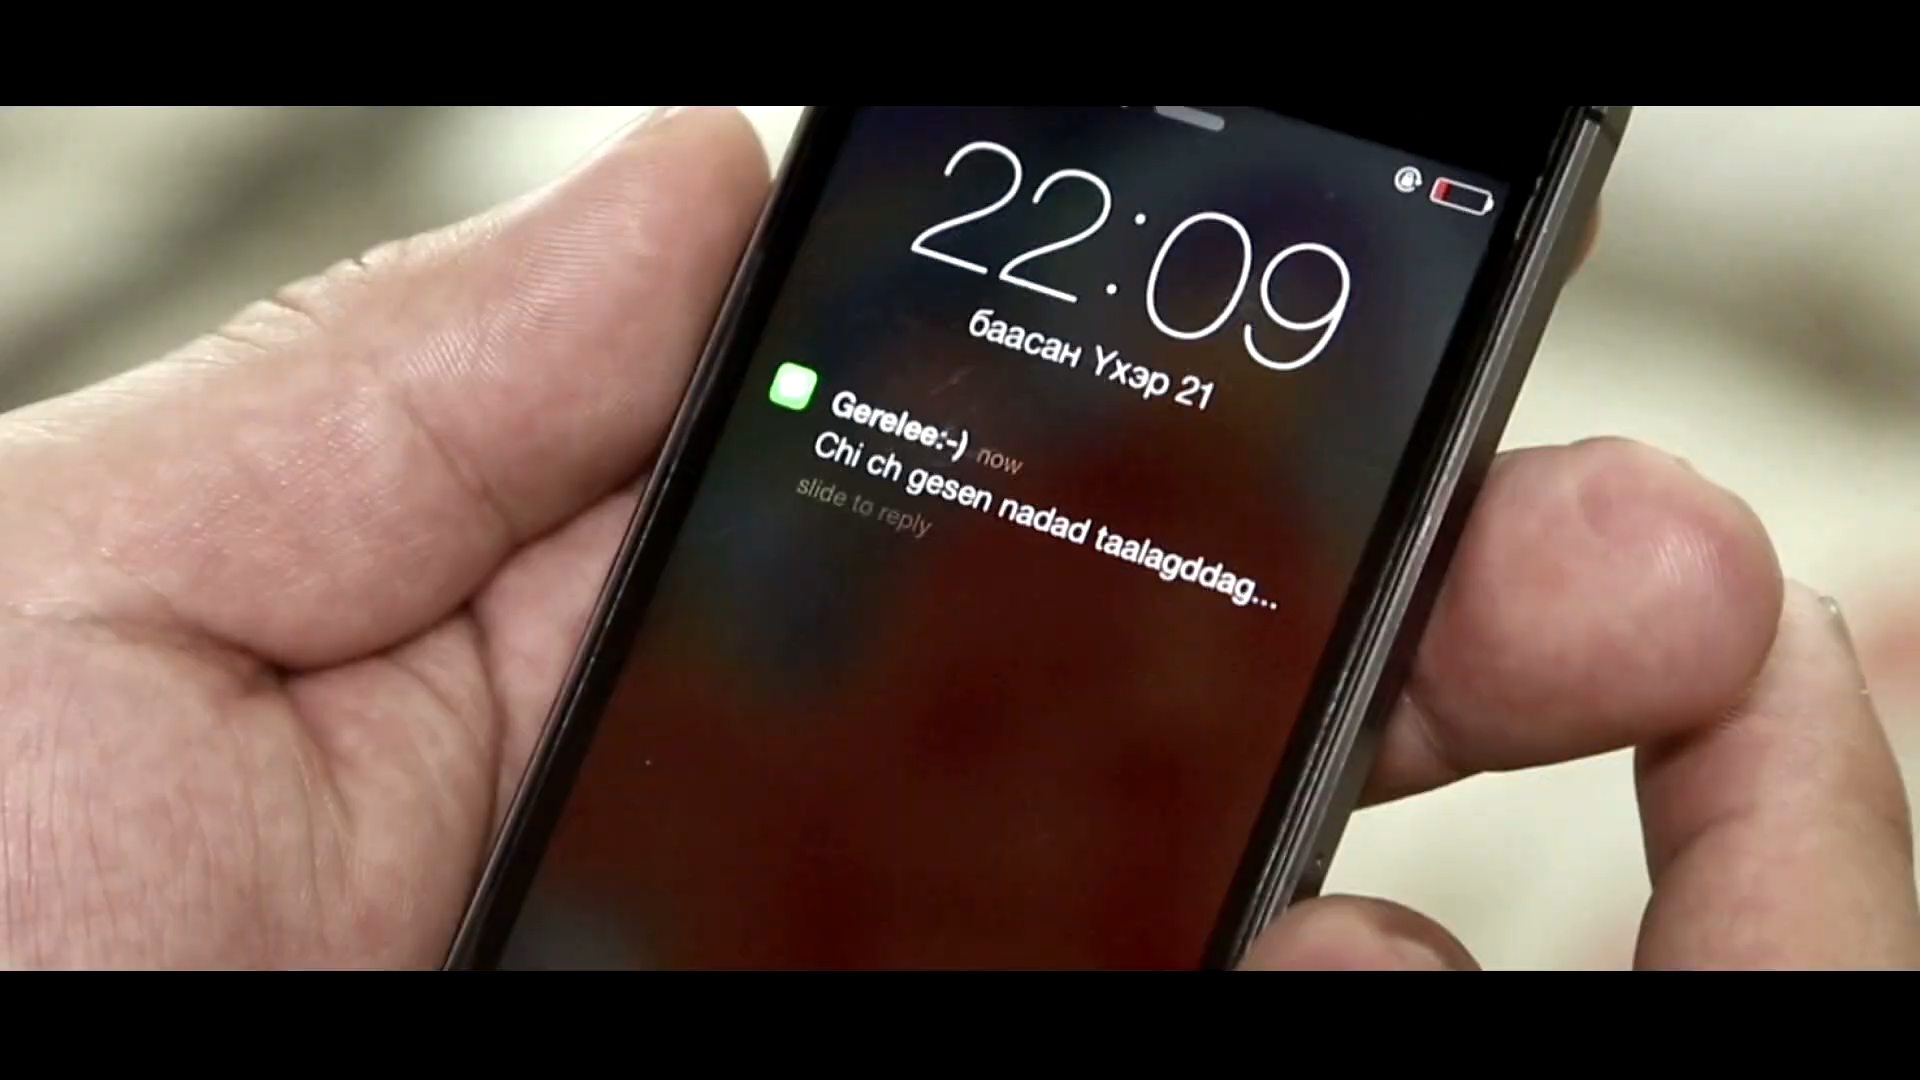 22:09
баасан Үхэр 21
Gerelee:-) now
Chi ch gesen nadad taalagddag...
slide to reply